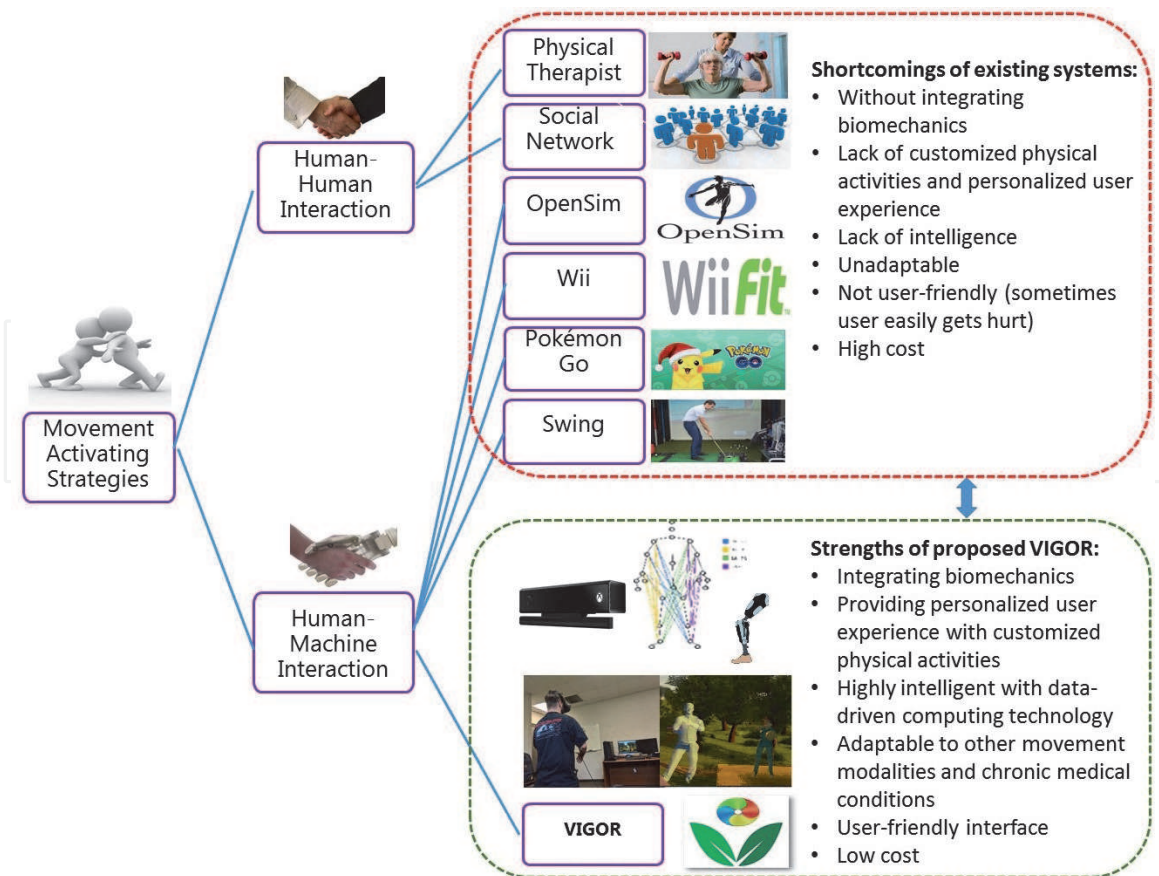 Movement
Activating
Strategies
Human-
Human
Interaction
Human-
Machine
Interaction
Physical
Therapist
Social
Network
OpenSim
OpenSim
Wii
Wii Fit
Pokémon
Go
POKÉMON
GO
Swing
Shortcomings of existing systems:
• Without integrating
biomechanics
• Lack of customized physical
activities and personalized user
experience
• Lack of intelligence
• Unadaptable
• Not user-friendly (sometimes
user easily gets hurt)
• High cost
VIGOR
Strengths of proposed VIGOR:
• Integrating biomechanics
• Providing personalized user
experience with customized
physical activities
• Highly intelligent with data-
driven computing technology
• Adaptable to other movement
modalities and chronic medical
conditions
• User-friendly interface
• Low cost